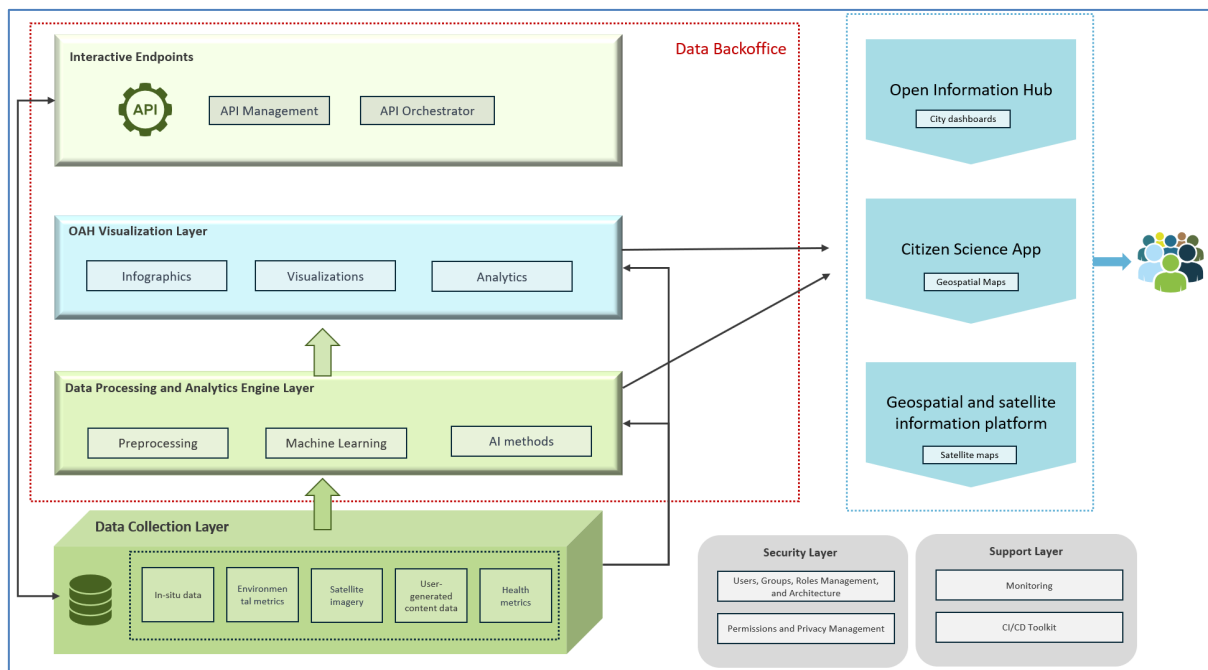 Data Backoffice
Interactive Endpoints
API
API Management
API Orchestrator
OAH Visualization Layer
Infographics
Visualizations
Analytics
Data Processing and Analytics Engine Layer
Preprocessing
Machine Learning
AI methods
Data Collection Layer
In-situ data
Environmen
tal metrics
Satellite
imagery
User-
generated
content data
Health
metrics
Open Information Hub
City dashboards
Citizen Science App
Geospatial Maps
Geospatial and satellite
information platform
Satellite maps
Security Layer
Users, Groups, Roles Management,
and Architecture
Permissions and Privacy Management
Support Layer
Monitoring
CI/CD Toolkit